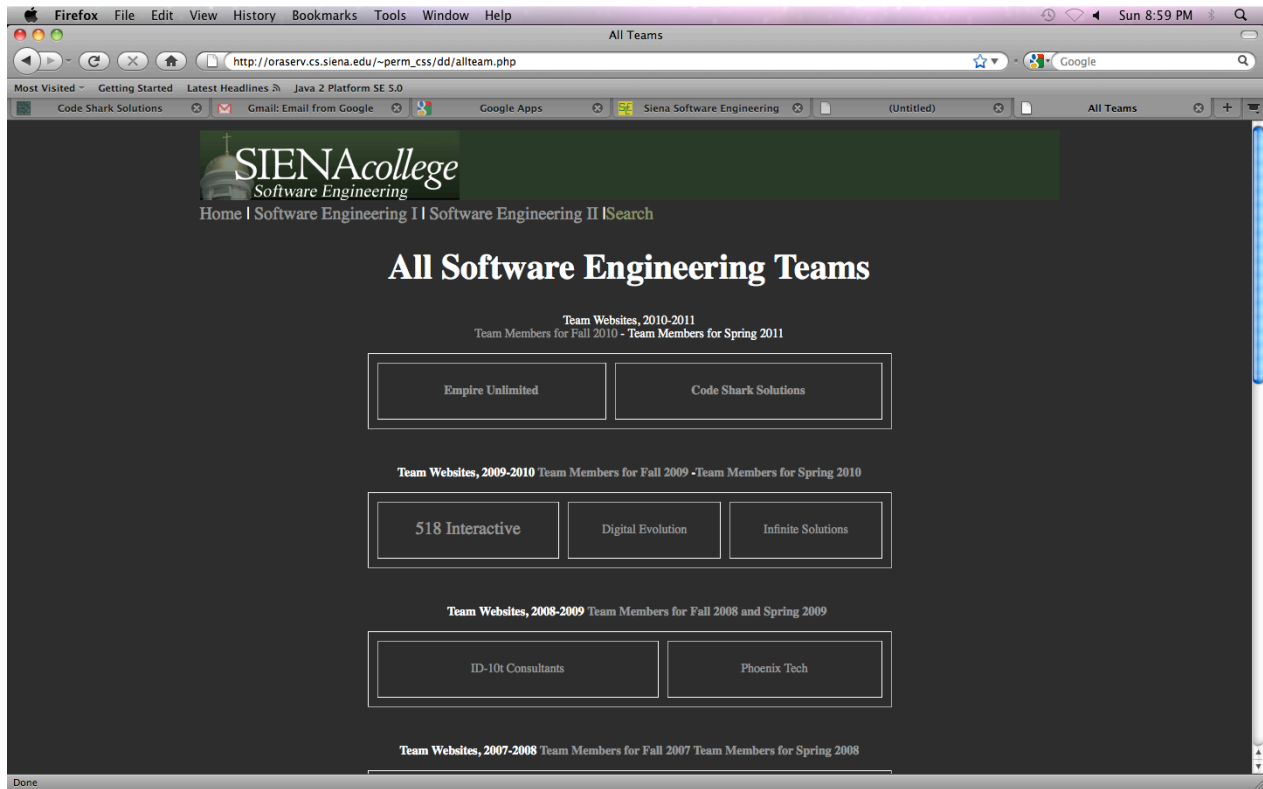 Firefox File Edit View History Bookmarks Tools Window Help Sun 8:59 PM
All Teams
http://oraserv.cs.siena.edu/~perm_css/dd/allteam.php Google
Most Visited Getting Started Latest Headlines Java 2 Platform SE 5.0
Code Shark Solutions Gmail: Email from Google Google Apps SE Siena Software Engineering (Untitled) All Teams
SIENAcollege
Software Engineering
Home | Software Engineering I | Software Engineering II |Search
All Software Engineering Teams
Team Websites, 2010-2011
Team Members for Fall 2010 - Team Members for Spring 2011
Empire Unlimited Code Shark Solutions
Team Websites, 2009-2010 Team Members for Fall 2009 -Team Members for Spring 2010
518 Interactive Digital Evolution Infinite Solutions
Team Websites, 2008-2009 Team Members for Fall 2008 and Spring 2009
ID-10t Consultants Phoenix Tech
Team Websites, 2007-2008 Team Members for Fall 2007 Team Members for Spring 2008
Done